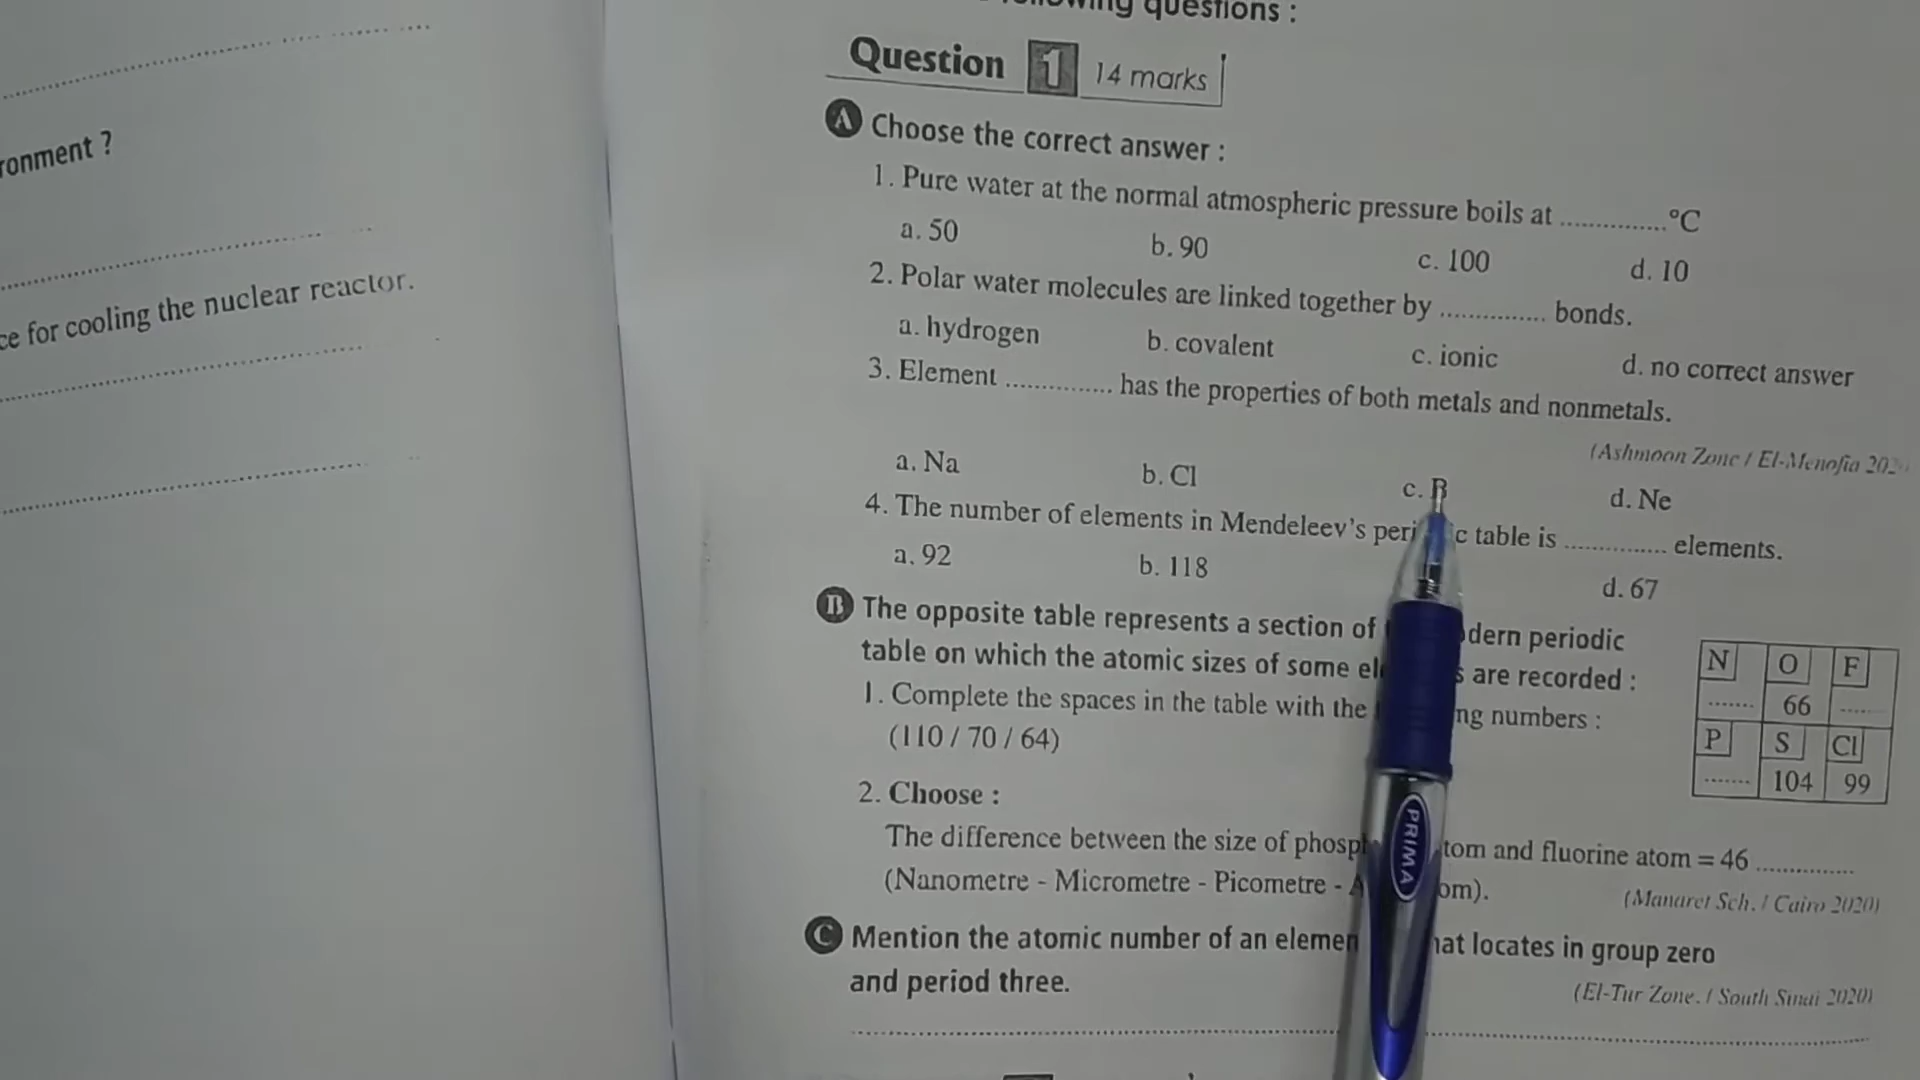 ronment ?
ce for cooling the nuclear reactor.
following questions :
Question 1 14 marks
A Choose the correct answer :
1. Pure water at the normal atmospheric pressure boils at .............. °C
a. 50 b. 90 c. 100 d. 10
2. Polar water molecules are linked together by .............. bonds.
a. hydrogen b. covalent c. ionic d. no correct answer
3. Element .............. has the properties of both metals and nonmetals.
(Ashmoon Zone / El-Menofia 202
a. Na b. Cl c. B d. Ne
4. The number of elements in Mendeleev's peri c table is .............. elements.
a. 92 b. 118 d. 67
B The opposite table represents a section of dern periodic
table on which the atomic sizes of some el s are recorded :
1. Complete the spaces in the table with the ng numbers :
(110 / 70 / 64)
N O F
....... 66 .......
P S Cl
....... 104 99
2. Choose :
The difference between the size of phosp tom and fluorine atom = 46 ..............
(Nanometre - Micrometre - Picometre - A om).
(Manaret Sch. / Cairo 2020)
C Mention the atomic number of an elemen hat locates in group zero
and period three.
(El-Tur Zone. / South Sinai 2020)
PRIMA